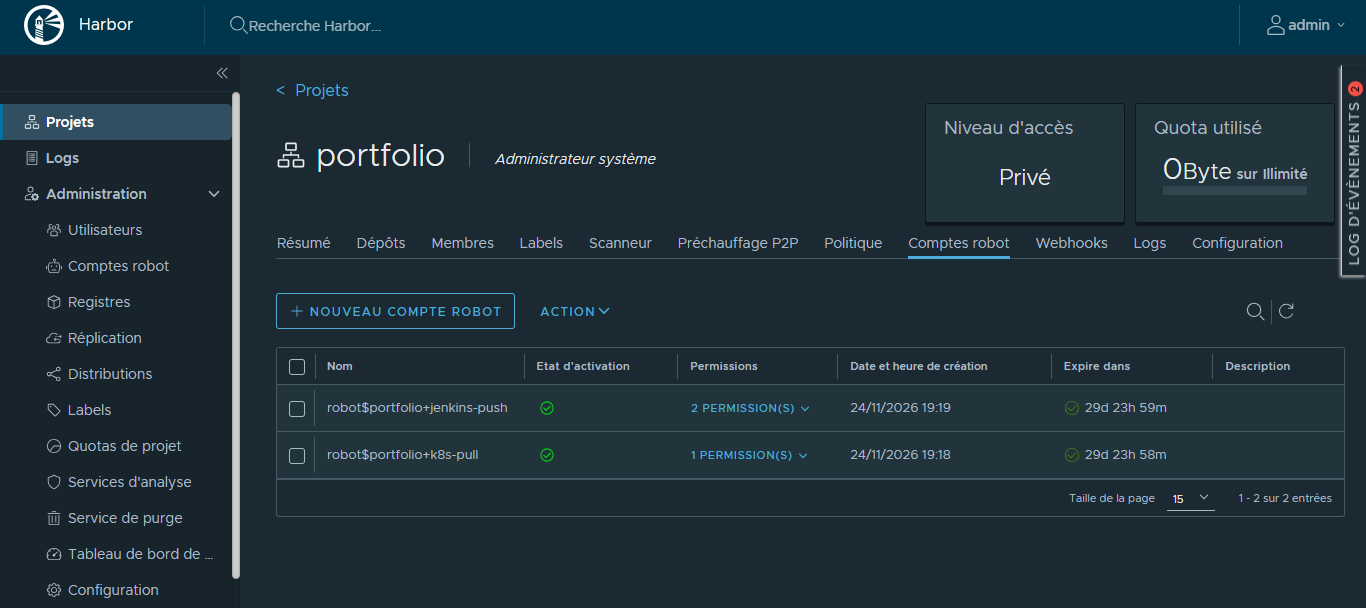 Harbor
Recherche Harbor...
admin
Projets
Logs
Administration
Utilisateurs
Comptes robot
Registres
Réplication
Distributions
Labels
Quotas de projet
Services d'analyse
Service de purge
Tableau de bord de ...
Configuration
< Projets
portfolio
Administrateur système
Niveau d'accès
Privé
Quota utilisé
0Byte sur Illimité
LOG D'ÉVÈNEMENTS 2
Résumé Dépôts Membres Labels Scanneur Préchauffage P2P Politique Comptes robot Webhooks Logs Configuration
+ NOUVEAU COMPTE ROBOT ACTION
Nom Etat d'activation Permissions Date et heure de création Expire dans Description
robot$portfolio+jenkins-push 2 PERMISSION(S) 24/11/2026 19:19 29d 23h 59m
robot$portfolio+k8s-pull 1 PERMISSION(S) 24/11/2026 19:18 29d 23h 58m
Taille de la page 15 1 - 2 sur 2 entrées